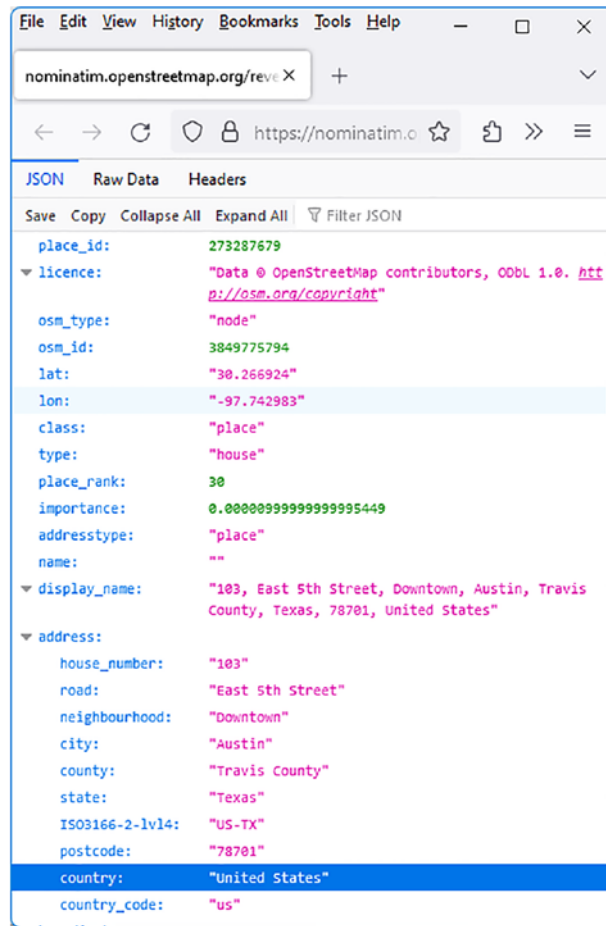 File Edit View History Bookmarks Tools Help
nominatim.openstreetmap.org/reve
https://nominatim.o
JSON Raw Data Headers
Save Copy Collapse All Expand All Filter JSON
place_id: 273287679
licence: "Data © OpenStreetMap contributors, ODbL 1.0. htt
p://osm.org/copyright"
osm_type: "node"
osm_id: 3849775794
lat: "30.266924"
lon: "-97.742983"
class: "place"
type: "house"
place_rank: 30
importance: 0.00000999999999995449
addresstype: "place"
name: ""
display_name: "103, East 5th Street, Downtown, Austin, Travis
County, Texas, 78701, United States"
address:
house_number: "103"
road: "East 5th Street"
neighbourhood: "Downtown"
city: "Austin"
county: "Travis County"
state: "Texas"
ISO3166-2-lvl4: "US-TX"
postcode: "78701"
country: "United States"
country_code: "us"